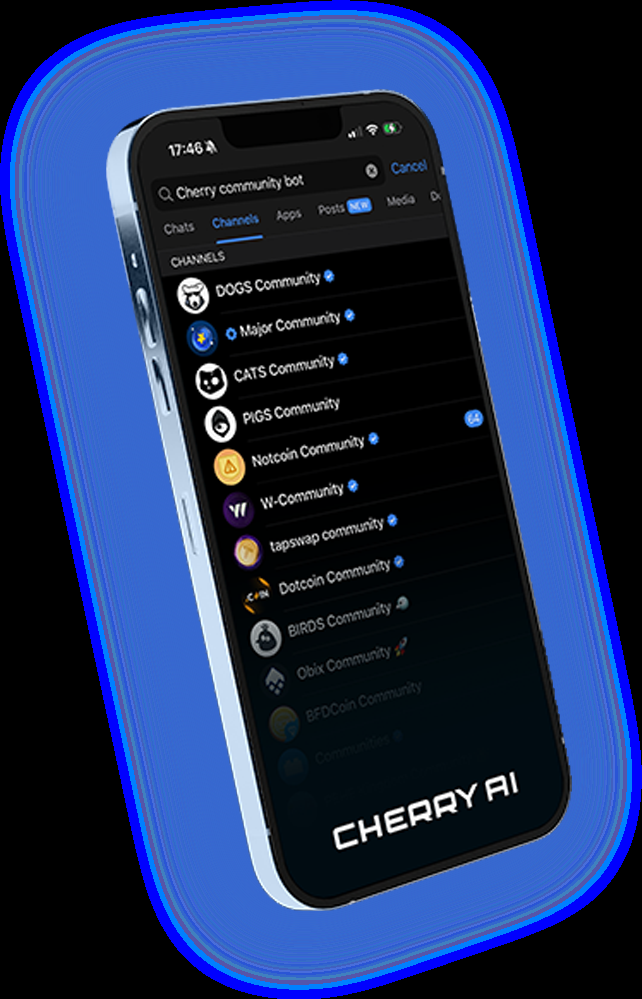 17:46
Cherry community bot
Cancel
Chats Channels Apps Posts NEW Media Do
CHANNELS
DOGS Community
Major Community
CATS Community
PIGS Community
Notcoin Community
64
W-Community
tapswap community
Dotcoin Community
BIRDS Community
Obix Community
BFDCoin Community
Communities
CHERRY AI